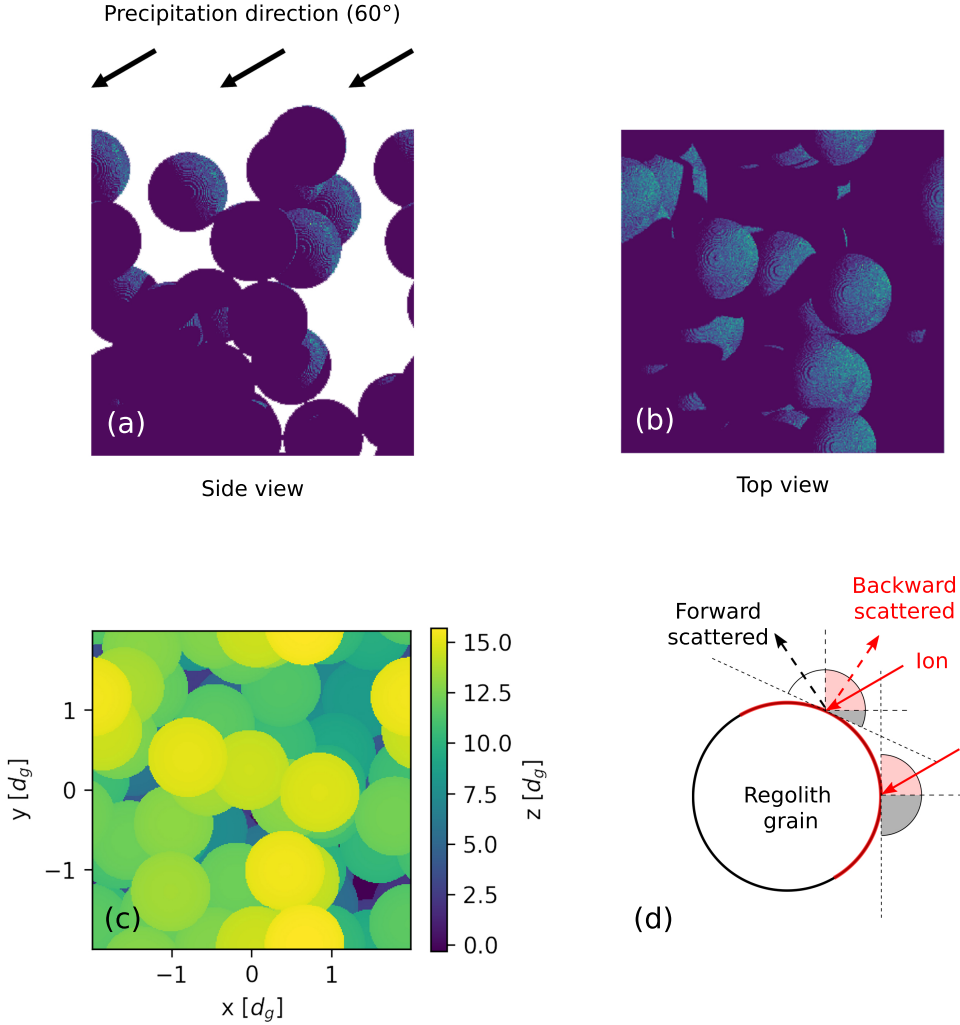 Precipitation direction (60°)
(a)
(b)
Side view
Top view
15.0
12.5
10.0
7.5
5.0
2.5
0.0
z [d_g]
1
0
−1
y [d_g]
−1
0
1
x [d_g]
(c)
Forward
scattered
Backward
scattered
Ion
Regolith
grain
(d)